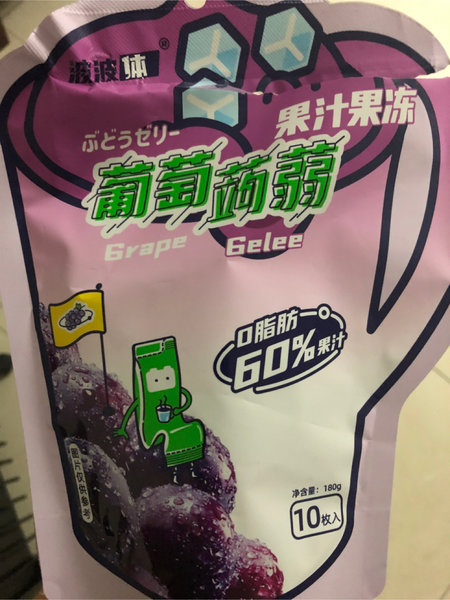 波波体®
果汁果冻
ぶどうゼリー
葡萄蒟蒻
Grape Gelee
0脂肪
60%果汁
图片仅供参考
净含量：180g
10枚入